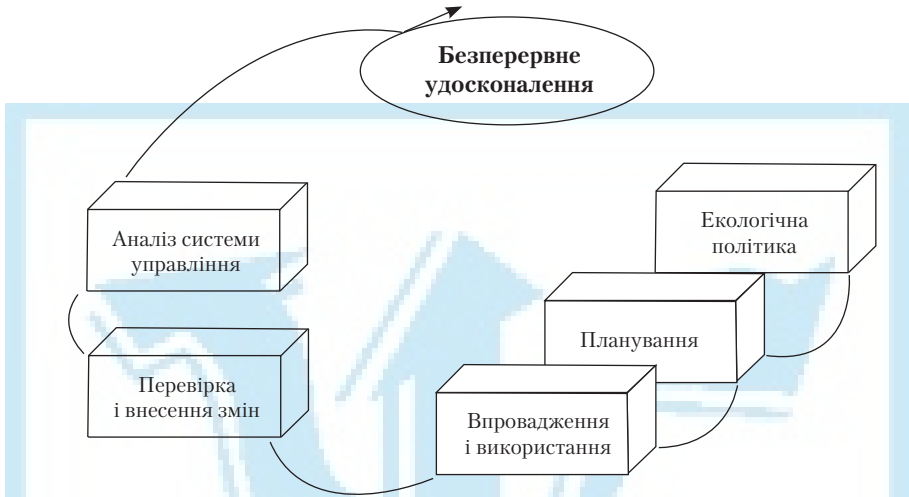 Безперервне
удосконалення
Екологічна
політика
Аналіз системи
управління
Планування
Перевірка
і внесення змін
Впровадження
і використання